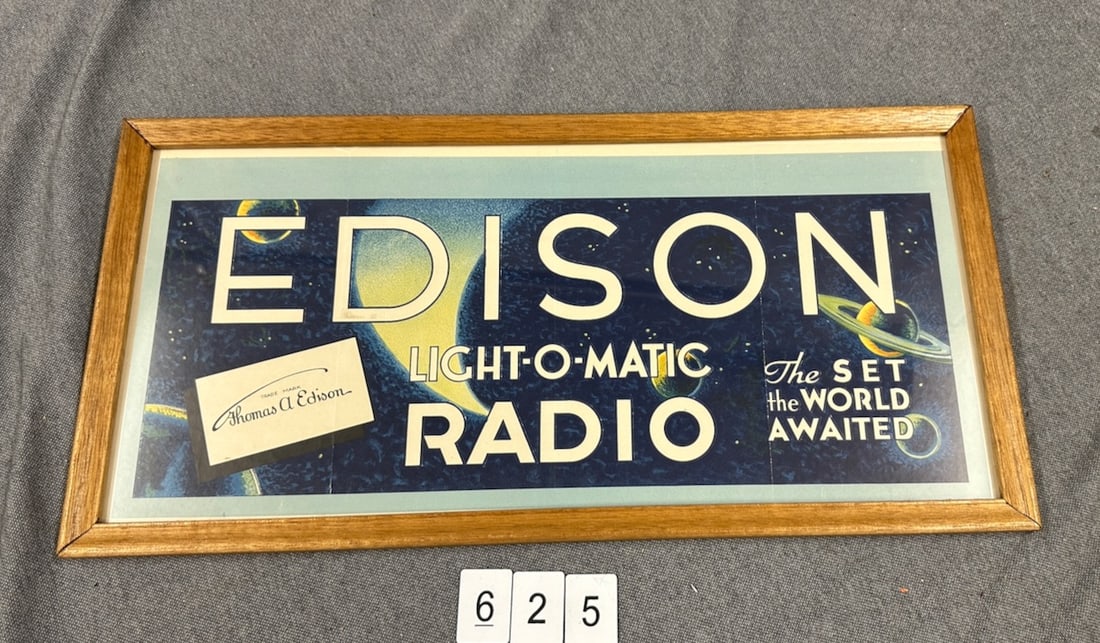 EDISON
LIGHT-O-MATIC
RADIO
TRADE MARK
Thomas A Edison
The SET
the WORLD
AWAITED
6 2 5